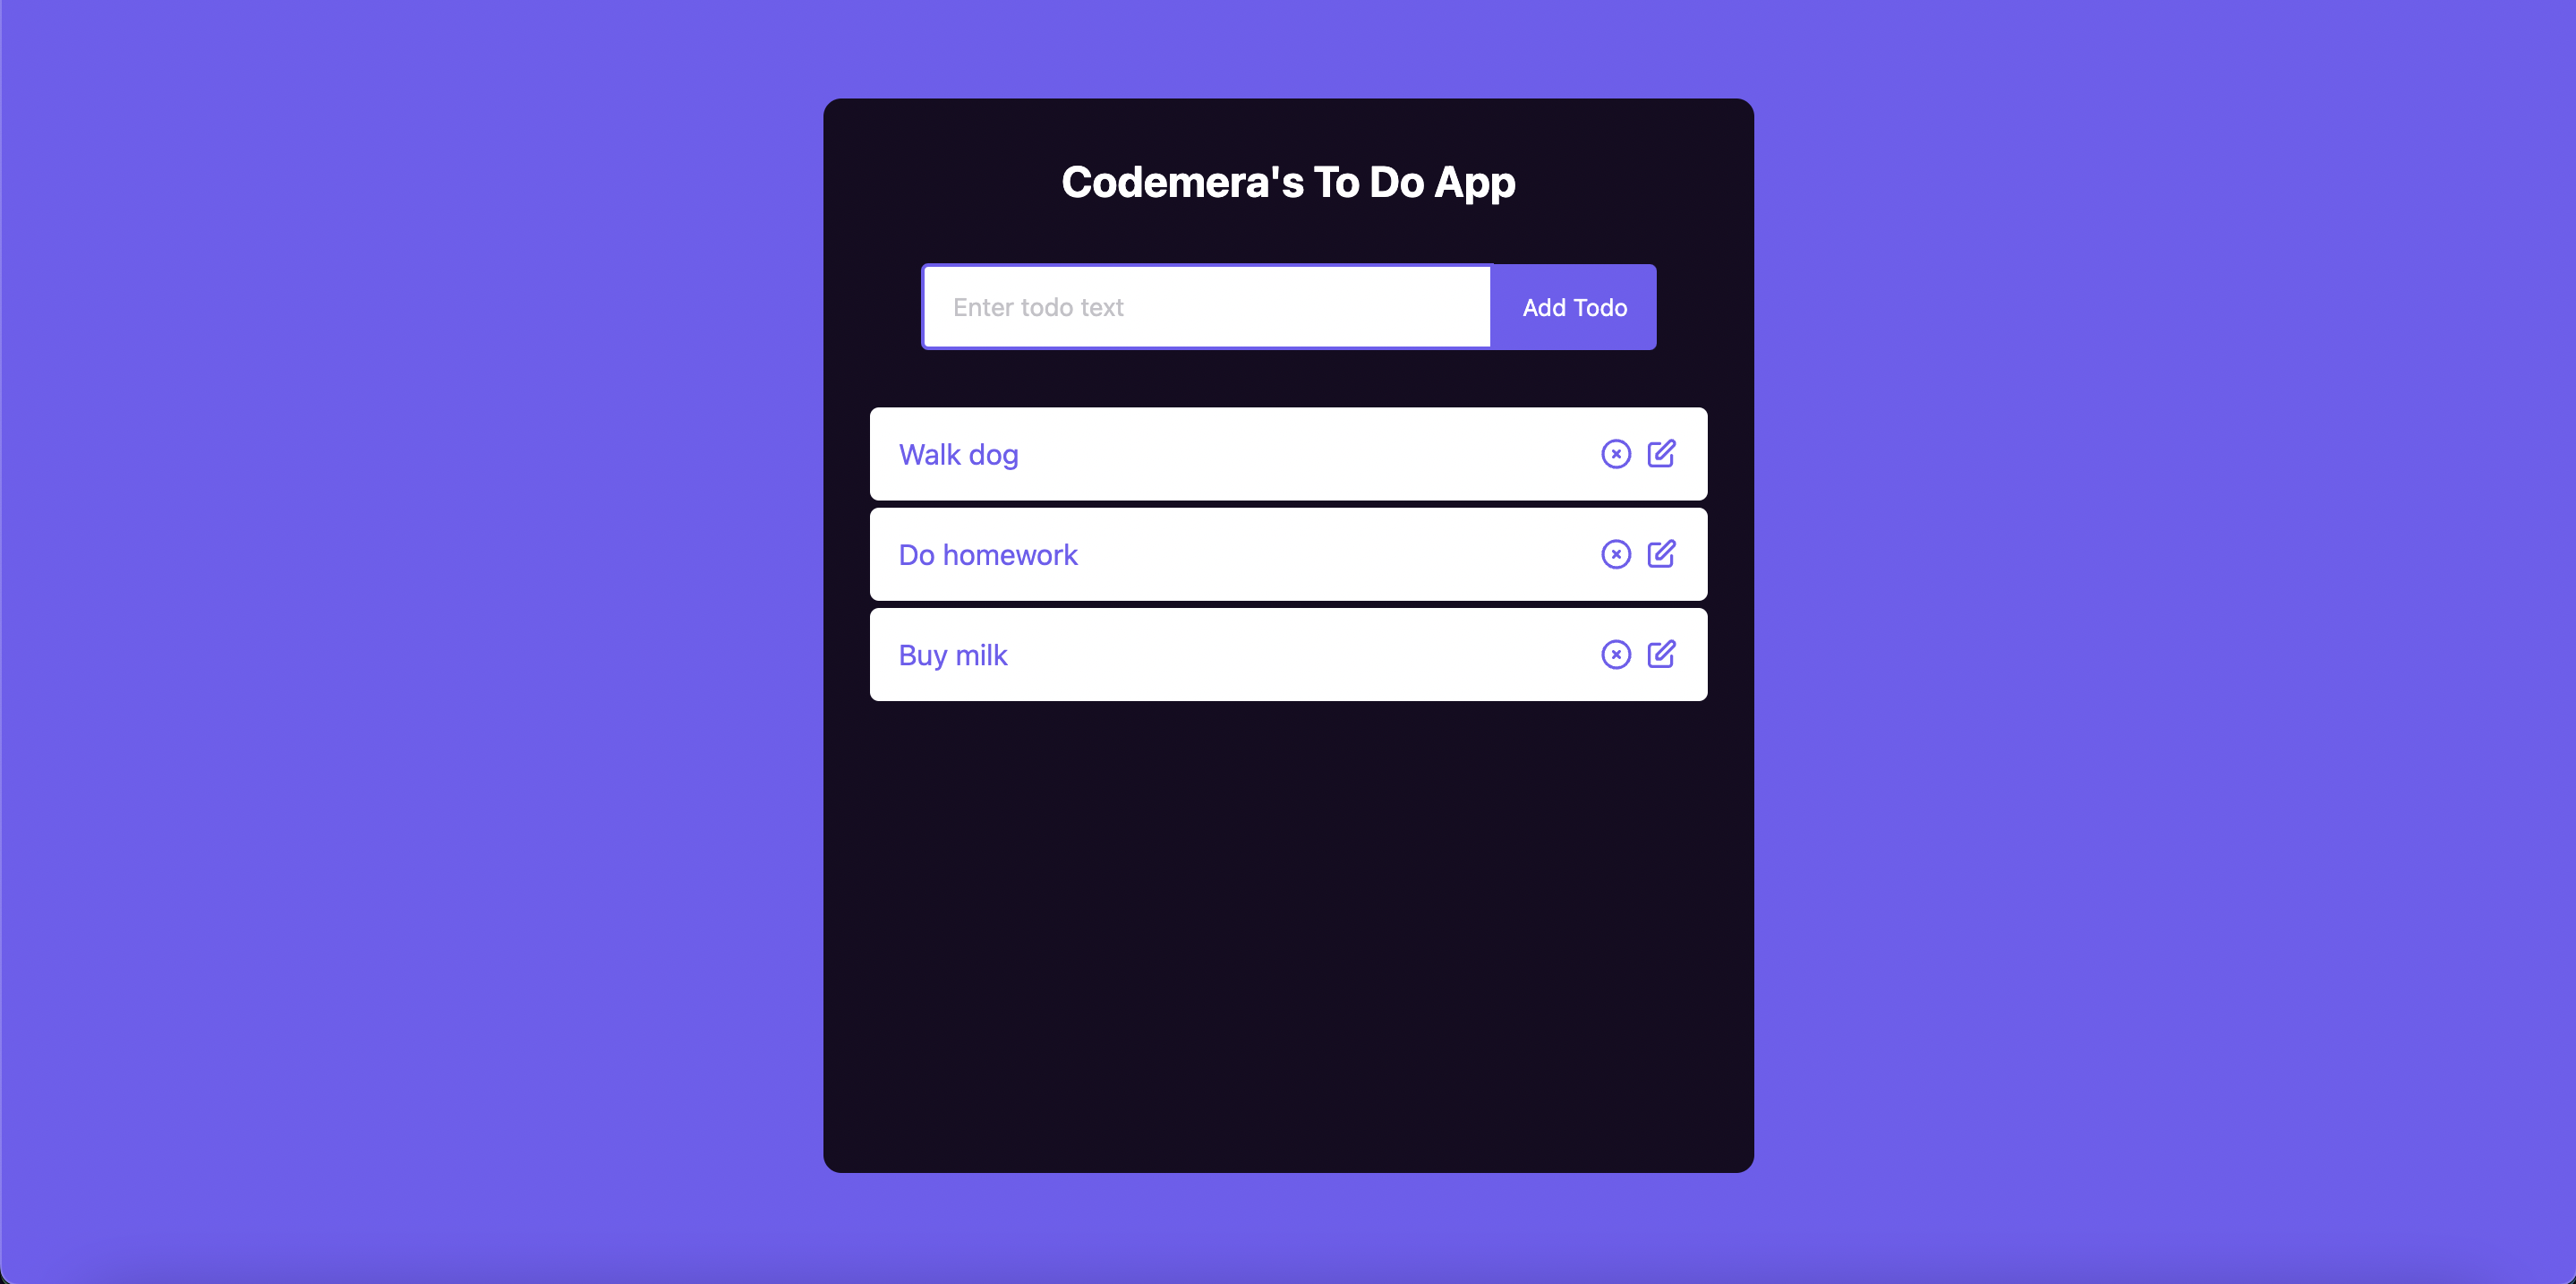 Codemera's To Do App
Enter todo text
Add Todo
Walk dog
Do homework
Buy milk